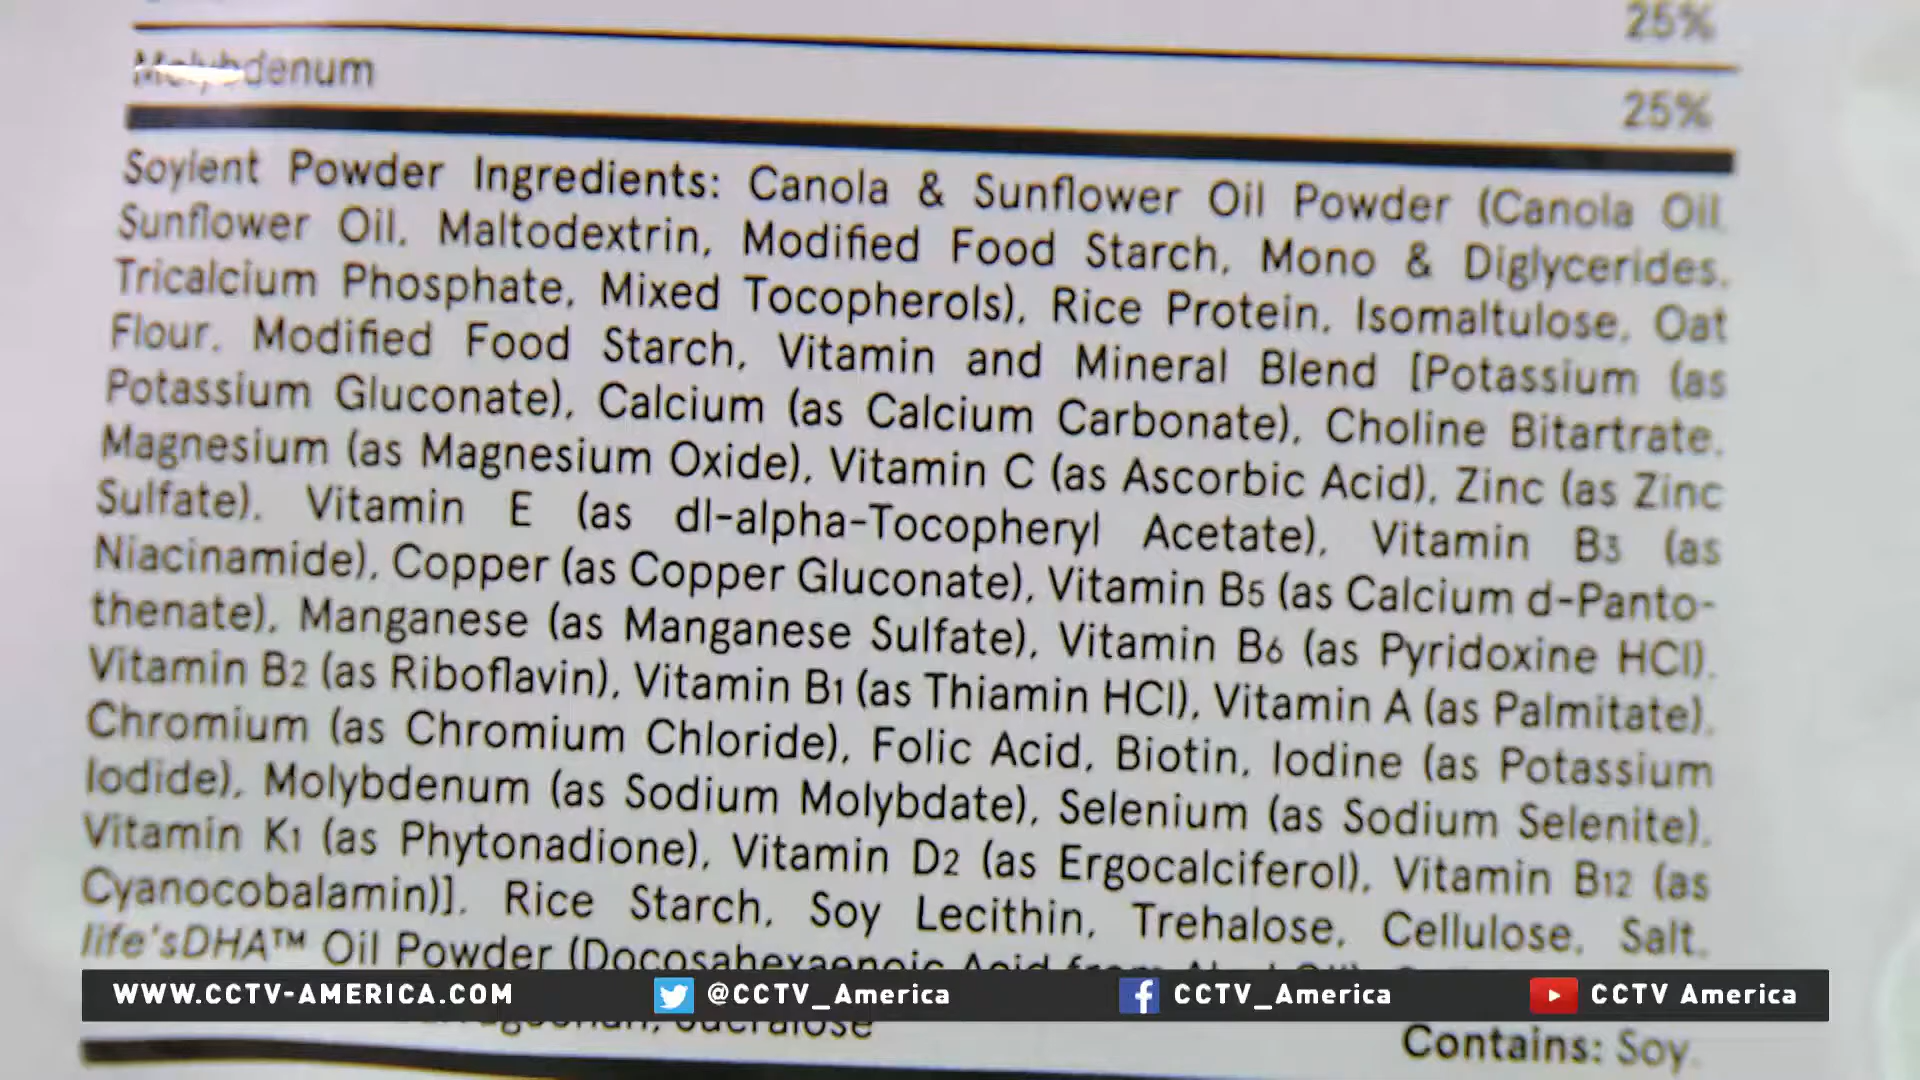 25%
Molybdenum
25%
Soylent Powder Ingredients: Canola & Sunflower Oil Powder (Canola Oil,
Sunflower Oil, Maltodextrin, Modified Food Starch, Mono & Diglycerides,
Tricalcium Phosphate, Mixed Tocopherols), Rice Protein, Isomaltulose, Oat
Flour, Modified Food Starch, Vitamin and Mineral Blend [Potassium (as
Potassium Gluconate), Calcium (as Calcium Carbonate), Choline Bitartrate,
Magnesium (as Magnesium Oxide), Vitamin C (as Ascorbic Acid), Zinc (as Zinc
Sulfate), Vitamin E (as dl-alpha-Tocopheryl Acetate), Vitamin B3 (as
Niacinamide), Copper (as Copper Gluconate), Vitamin B5 (as Calcium d-Panto-
thenate), Manganese (as Manganese Sulfate), Vitamin B6 (as Pyridoxine HCl),
Vitamin B2 (as Riboflavin), Vitamin B1 (as Thiamin HCl), Vitamin A (as Palmitate),
Chromium (as Chromium Chloride), Folic Acid, Biotin, Iodine (as Potassium
Iodide), Molybdenum (as Sodium Molybdate), Selenium (as Sodium Selenite),
Vitamin K1 (as Phytonadione), Vitamin D2 (as Ergocalciferol), Vitamin B12 (as
Cyanocobalamin)], Rice Starch, Soy Lecithin, Trehalose, Cellulose, Salt,
life'sDHA™ Oil Powder (Docosahexaenoic Acid from
WWW.CCTV-AMERICA.COM @CCTV_America CCTV_America CCTV America
Sucralose
Contains: Soy.